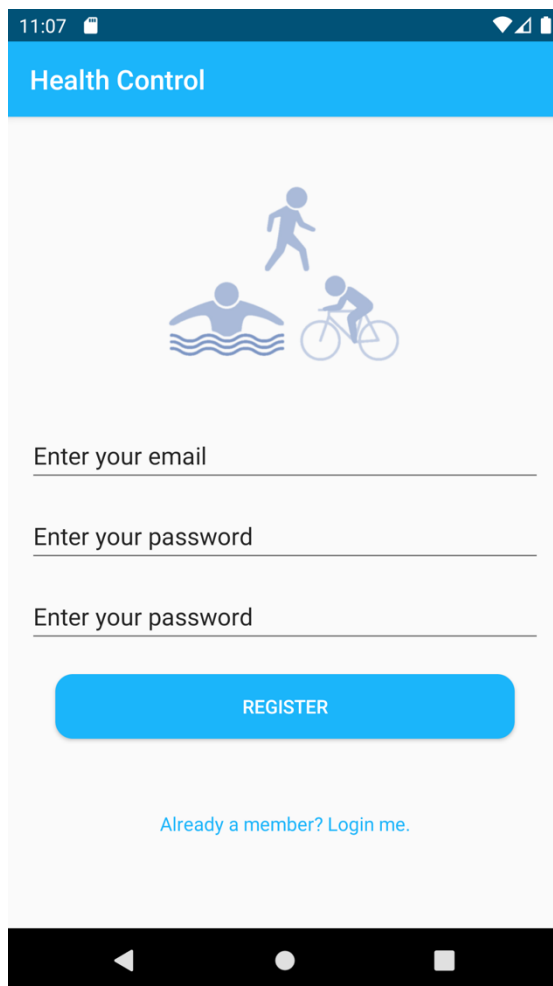 11:07
Health Control
Enter your email
Enter your password
Enter your password
REGISTER
Already a member? Login me.